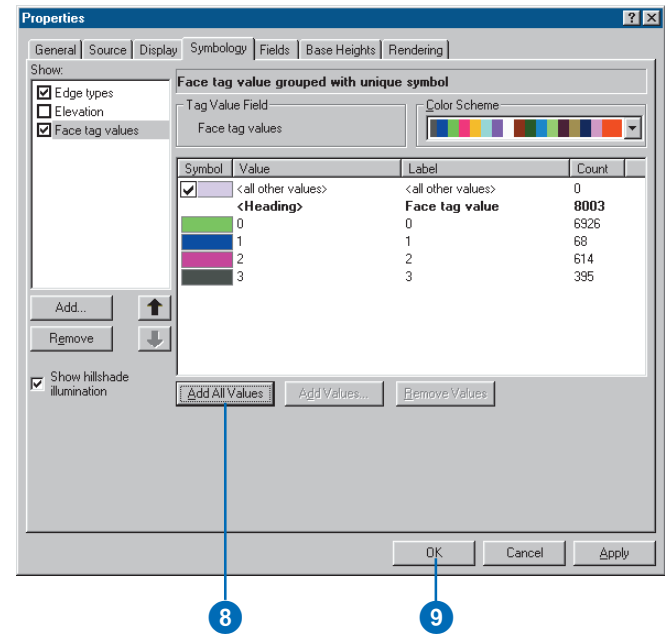 Properties
? X
General Source Display Symbology Fields Base Heights Rendering
Show:
Edge types
Elevation
Face tag values
Add...
Remove
Show hillshade
illumination
Face tag value grouped with unique symbol
Tag Value Field
Face tag values
Color Scheme
Symbol Value Label Count
<all other values> <all other values> 0
<Heading> Face tag value 8003
0 0 6926
1 1 68
2 2 614
3 3 395
Add All Values Add Values... Remove Values
OK Cancel Apply
8 9